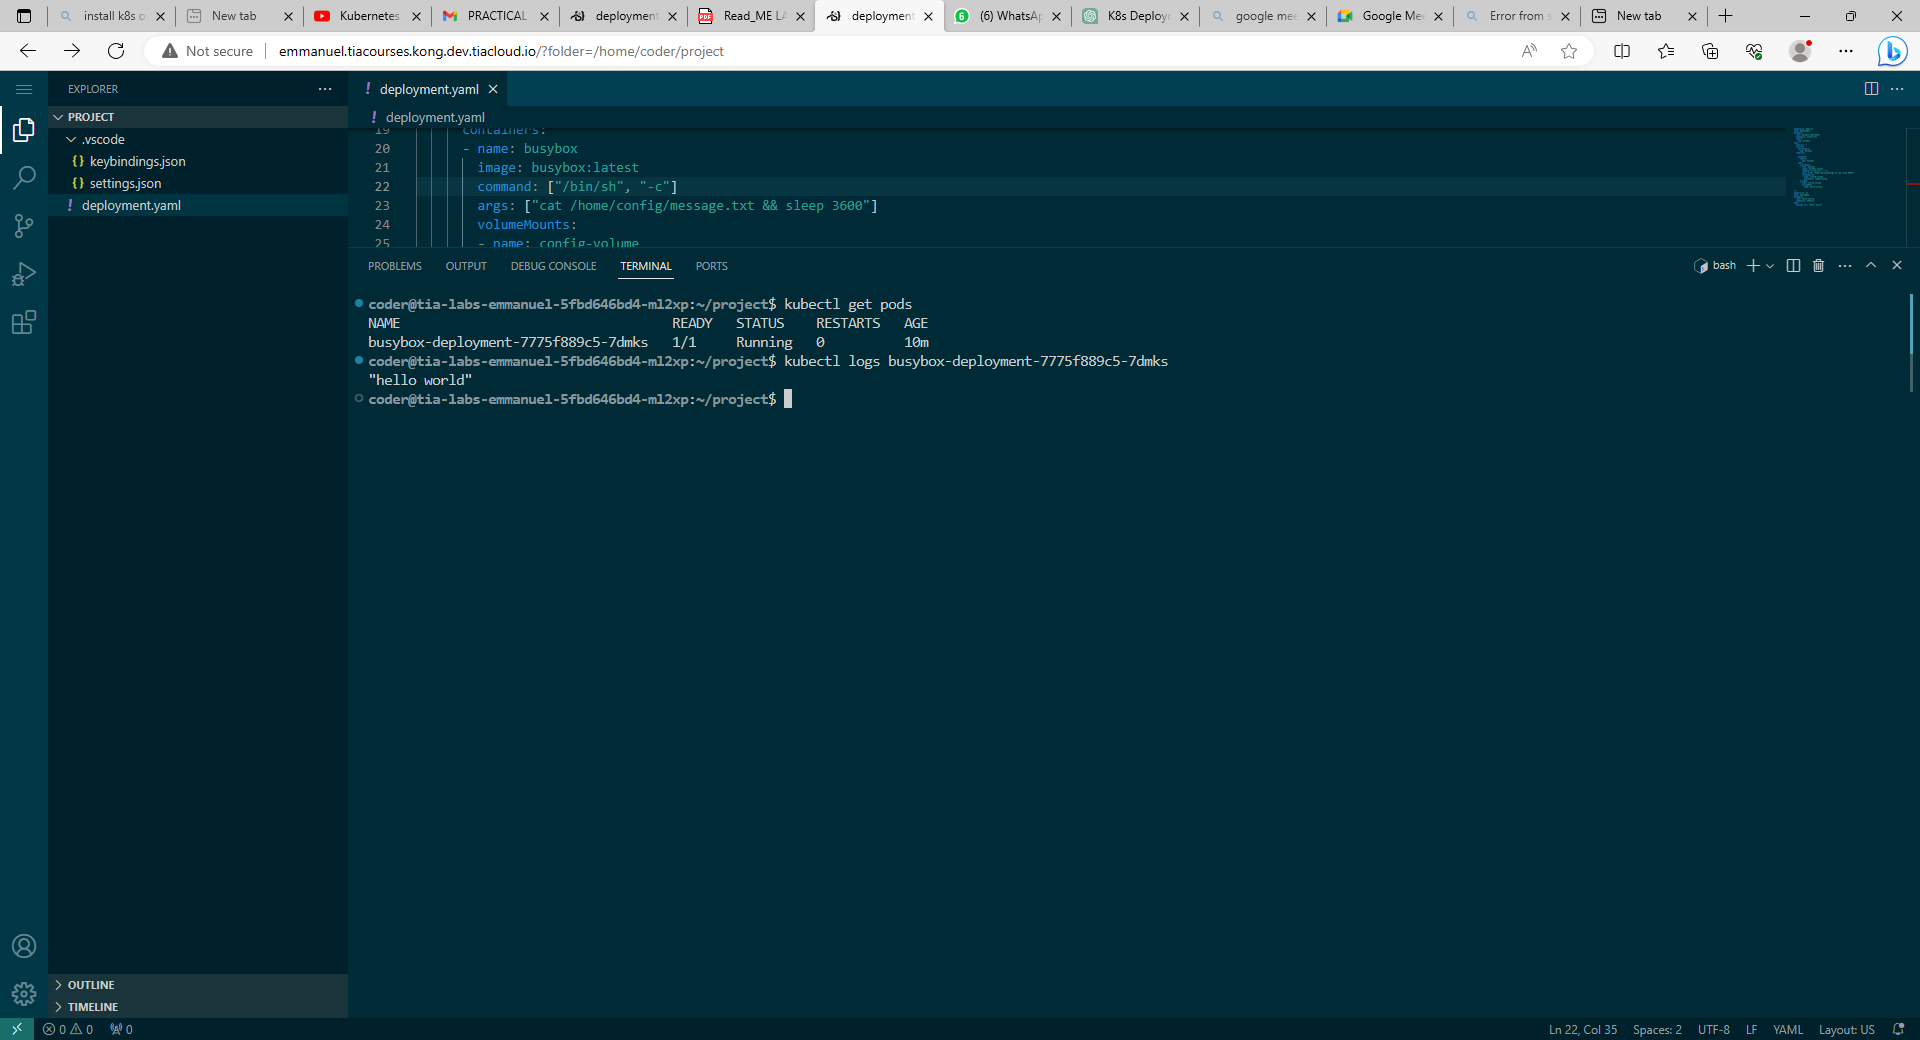 install k8s o
New tab
Kubernetes
PRACTICAL
deployment
Read_ME LA
deployment
(6) WhatsAp
K8s Deploym
google mee
Google Mee
Error from s
New tab
Not secure
emmanuel.tiacourses.kong.dev.tiacloud.io/?folder=/home/coder/project
EXPLORER
PROJECT
.vscode
{} keybindings.json
{} settings.json
! deployment.yaml
OUTLINE
TIMELINE
! deployment.yaml
! deployment.yaml
19 containers:
20 - name: busybox
21 image: busybox:latest
22 command: ["/bin/sh", "-c"]
23 args: ["cat /home/config/message.txt && sleep 3600"]
24 volumeMounts:
25 - name: config-volume
PROBLEMS OUTPUT DEBUG CONSOLE TERMINAL PORTS
bash
coder@tia-labs-emmanuel-5fbd646bd4-ml2xp:~/project$ kubectl get pods
NAME READY STATUS RESTARTS AGE
busybox-deployment-7775f889c5-7dmks 1/1 Running 0 10m
coder@tia-labs-emmanuel-5fbd646bd4-ml2xp:~/project$ kubectl logs busybox-deployment-7775f889c5-7dmks
"hello world"
coder@tia-labs-emmanuel-5fbd646bd4-ml2xp:~/project$
0 0 0
Ln 22, Col 35 Spaces: 2 UTF-8 LF YAML Layout: US